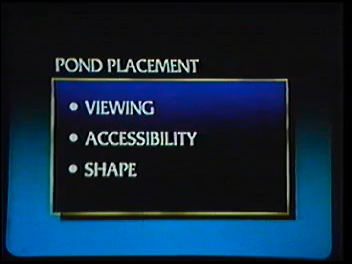 POND PLACEMENT
• VIEWING
• ACCESSIBILITY
• SHAPE